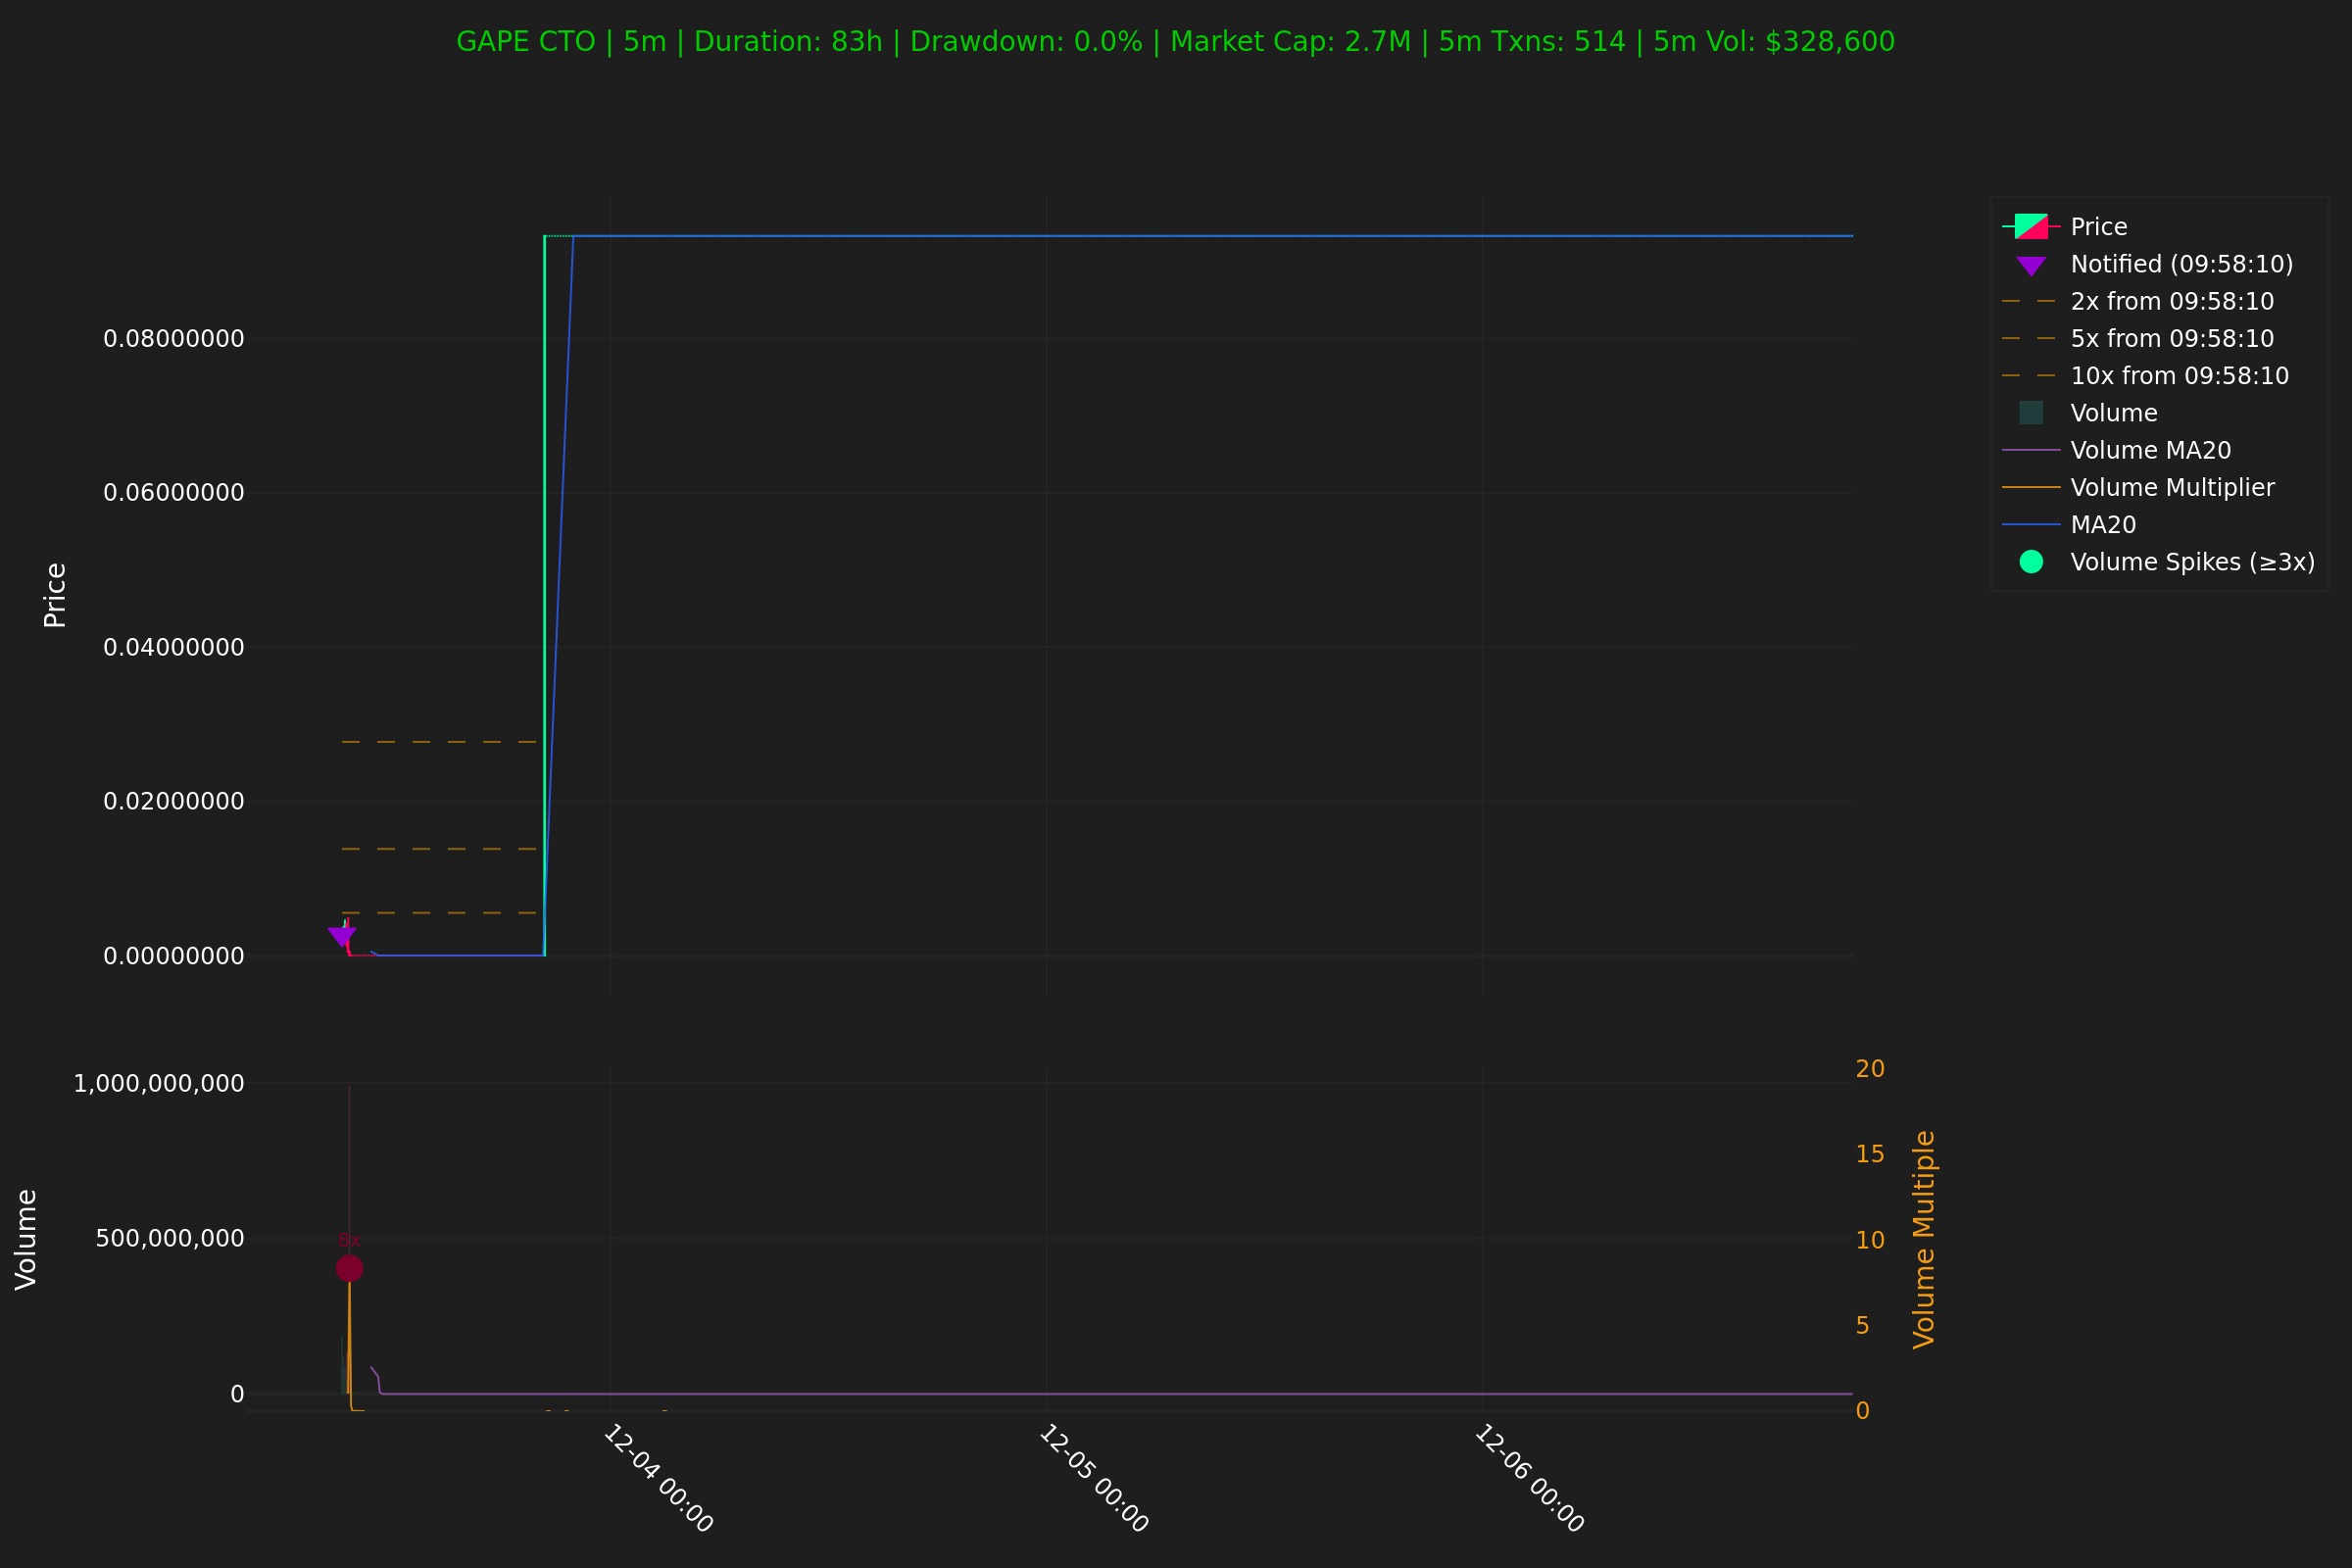 GAPE CTO | 5m | Duration: 83h | Drawdown: 0.0% | Market Cap: 2.7M | 5m Txns: 514 | 5m Vol: $328,600
Price
0.08000000
0.06000000
0.04000000
0.02000000
0.00000000
Price
Notified (09:58:10)
2x from 09:58:10
5x from 09:58:10
10x from 09:58:10
Volume
Volume MA20
Volume Multiplier
MA20
Volume Spikes (≥3x)
Volume
1,000,000,000
500,000,000
0
8x
20
15
10
5
0
Volume Multiple
12-04 00:00
12-05 00:00
12-06 00:00